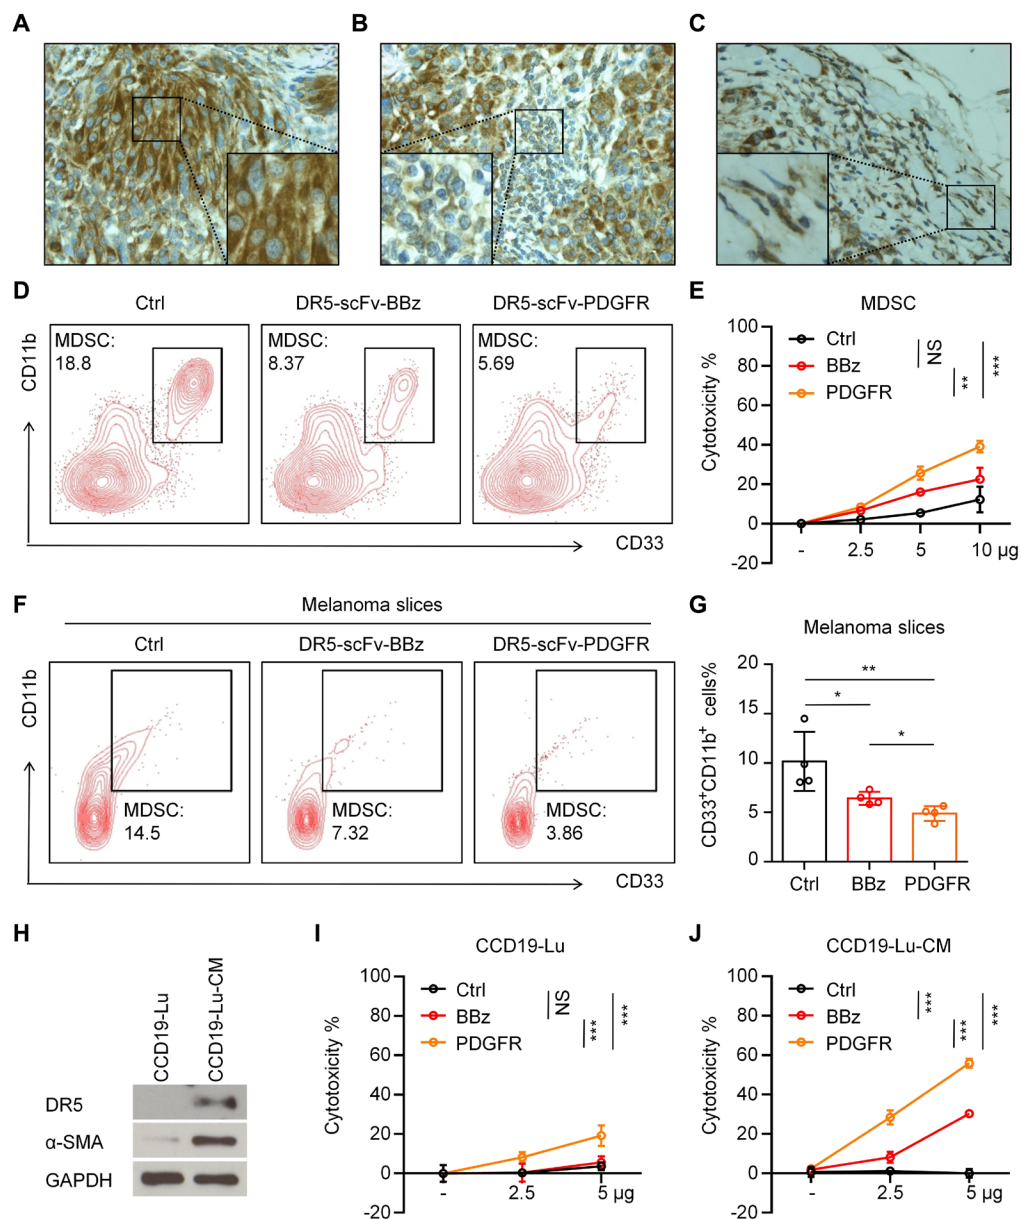 A
B
C
D
Ctrl
DR5-scFv-BBz
DR5-scFv-PDGFR
CD11b
MDSC:
18.8
MDSC:
8.37
MDSC:
5.69
CD33
E
MDSC
Cytotoxicity %
100
80
60
40
20
0
-20
Ctrl
BBz
PDGFR
NS
**
***
-
2.5
5
10 μg
F
Melanoma slices
Ctrl
DR5-scFv-BBz
DR5-scFv-PDGFR
CD11b
MDSC:
14.5
MDSC:
7.32
MDSC:
3.86
CD33
G
Melanoma slices
CD33+CD11b+ cells%
20
15
10
5
0
**
*
*
Ctrl
BBz
PDGFR
H
CCD19-Lu
CCD19-Lu-CM
DR5
α-SMA
GAPDH
I
CCD19-Lu
Cytotoxicity %
100
80
60
40
20
0
-20
Ctrl
BBz
PDGFR
NS
***
***
-
2.5
5 μg
J
CCD19-Lu-CM
Cytotoxicity %
100
80
60
40
20
0
-20
Ctrl
BBz
PDGFR
***
***
***
-
2.5
5 μg